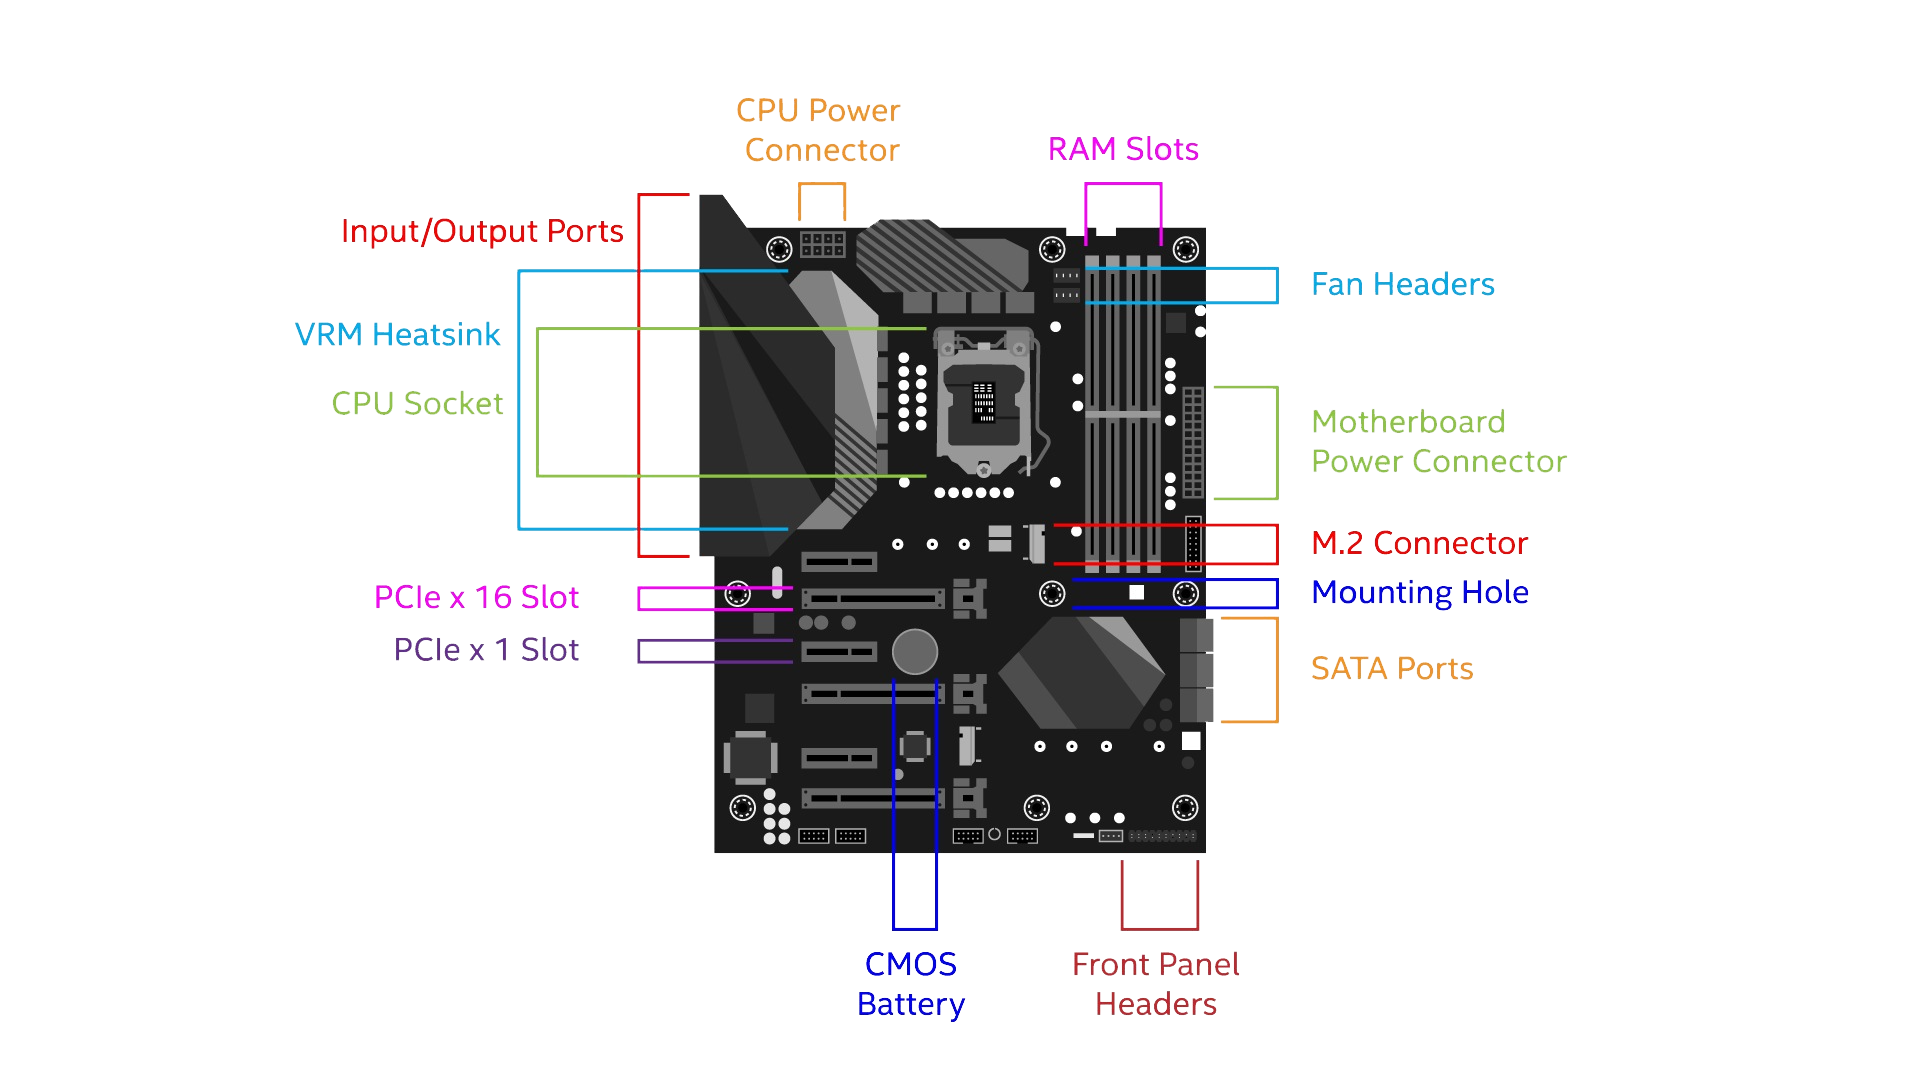 CPU Power
Connector
RAM Slots
Input/Output Ports
Fan Headers
VRM Heatsink
CPU Socket
Motherboard
Power Connector
M.2 Connector
PCIe x 16 Slot
Mounting Hole
PCIe x 1 Slot
SATA Ports
CMOS
Battery
Front Panel
Headers